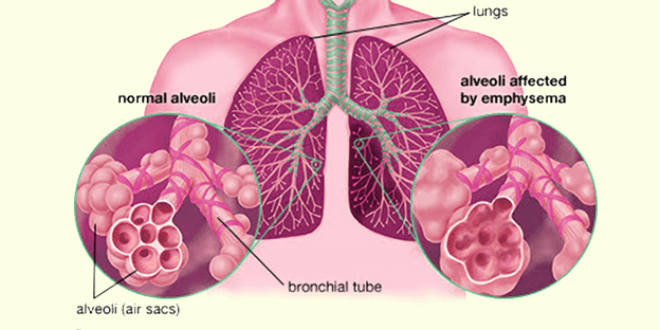 lungs
normal alveoli
alveoli affected
by emphysema
bronchial tube
alveoli (air sacs)